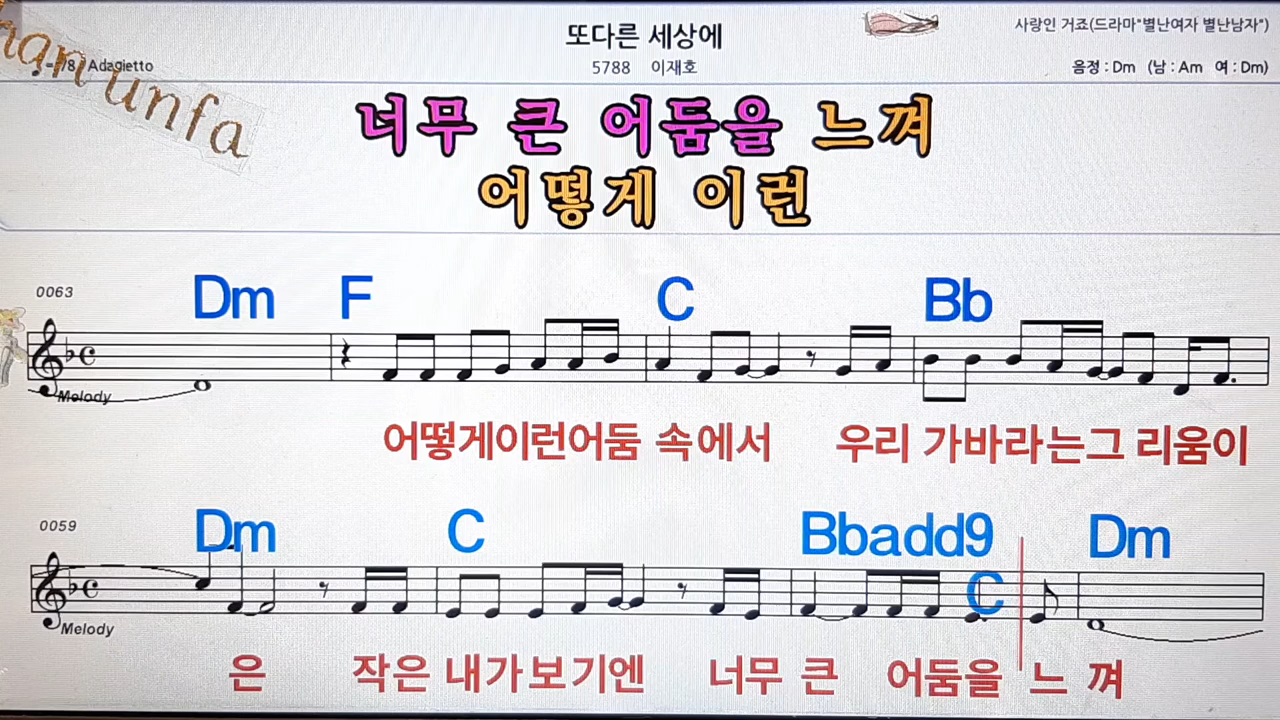 또다른 세상에
사랑인 거죠(드라마"별난여자 별난남자")
Adagietto
5788 이재호
음정 : Dm (남 : Am 여 : Dm)
unfa
너무 큰 어둠을 느껴
어떻게 이런
0063
Dm F C Bb
Melody
어떻게이런어둠 속에서 우리 가바라는그 리움이
0059
Dm C Bbadd9 C Dm
Melody
은 작은 내가보기엔 너무 큰 어둠을 느 껴